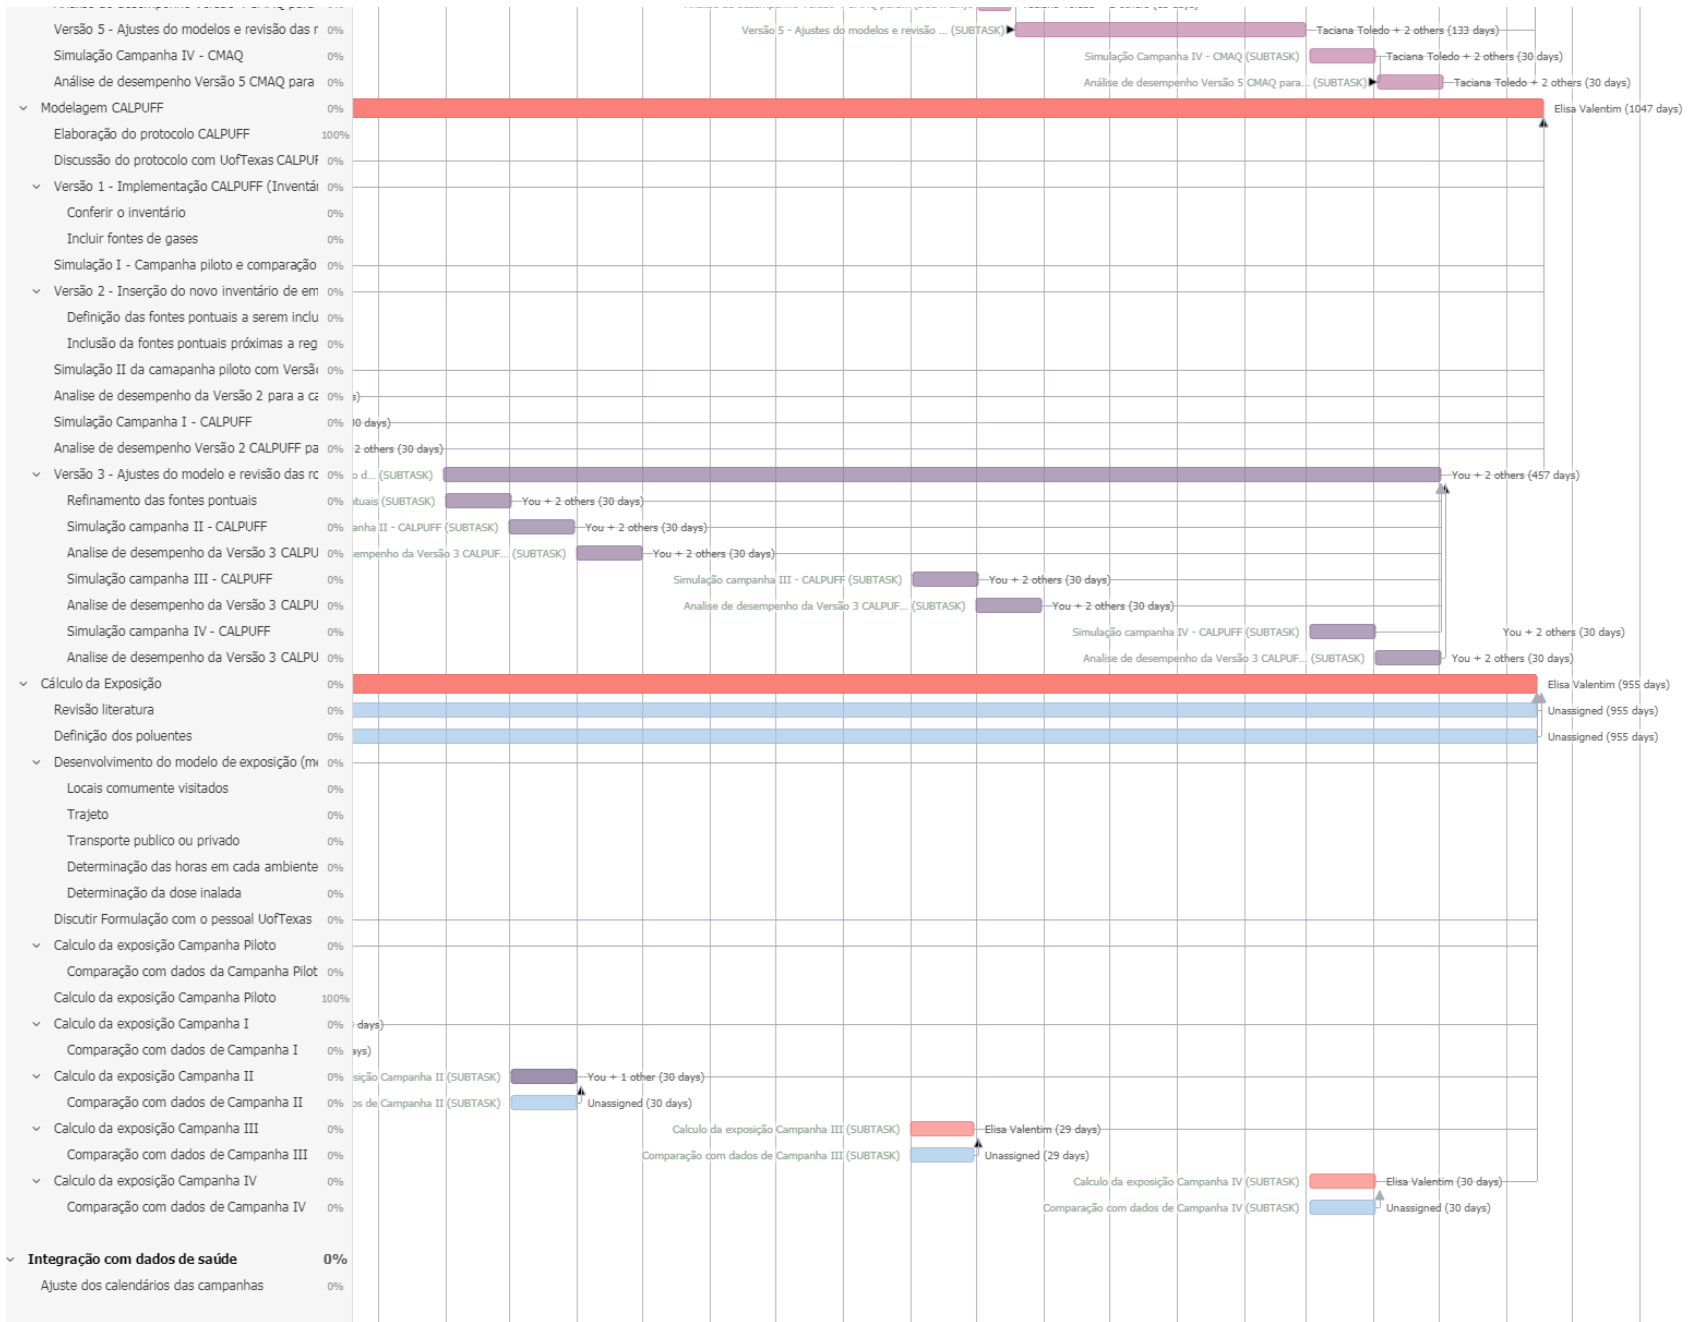 Versão 5 - Ajustes dos modelos e revisão das r 0% Versão 5 - Ajustes do modelos e revisão ... (SUBTASK) Taciana Toledo + 2 others (133 days)
Simulação Campanha IV - CMAQ 0% Simulação Campanha IV - CMAQ (SUBTASK) Taciana Toledo + 2 others (30 days)
Análise de desempenho Versão 5 CMAQ para 0% Análise de desempenho Versão 5 CMAQ para... (SUBTASK) Taciana Toledo + 2 others (30 days)
Modelagem CALPUFF 0% Elisa Valentim (1047 days)
Elaboração do protocolo CALPUFF 100%
Discussão do protocolo com UofTexas CALPUF 0%
Versão 1 - Implementação CALPUFF (Inventá 0%
Conferir o inventário 0%
Incluir fontes de gases 0%
Simulação I - Campanha piloto e comparação 0%
Versão 2 - Inserção do novo inventário de em 0%
Definição das fontes pontuais a serem inclu 0%
Inclusão da fontes pontuais próximas a reg 0%
Simulação II da camapanha piloto com Versã 0%
Analise de desempenho da Versão 2 para a ca 0% s)
Simulação Campanha I - CALPUFF 0% 30 days)
Analise de desempenho Versão 2 CALPUFF pa 0% 2 others (30 days)
Versão 3 - Ajustes do modelo e revisão das ro 0% o d... (SUBTASK) You + 2 others (457 days)
Refinamento das fontes pontuais 0% ntuais (SUBTASK) You + 2 others (30 days)
Simulação campanha II - CALPUFF 0% anha II - CALPUFF (SUBTASK) You + 2 others (30 days)
Analise de desempenho da Versão 3 CALPU 0% empenho da Versão 3 CALPUF... (SUBTASK) You + 2 others (30 days)
Simulação campanha III - CALPUFF 0% Simulação campanha III - CALPUFF (SUBTASK) You + 2 others (30 days)
Analise de desempenho da Versão 3 CALPU 0% Analise de desempenho da Versão 3 CALPUF... (SUBTASK) You + 2 others (30 days)
Simulação campanha IV - CALPUFF 0% Simulação campanha IV - CALPUFF (SUBTASK) You + 2 others (30 days)
Analise de desempenho da Versão 3 CALPU 0% Analise de desempenho da Versão 3 CALPUF... (SUBTASK) You + 2 others (30 days)
Cálculo da Exposição 0% Elisa Valentim (955 days)
Revisão literatura 0% Unassigned (955 days)
Definição dos poluentes 0% Unassigned (955 days)
Desenvolvimento do modelo de exposição (me 0%
Locais comumente visitados 0%
Trajeto 0%
Transporte publico ou privado 0%
Determinação das horas em cada ambiente 0%
Determinação da dose inalada 0%
Discutir Formulação com o pessoal UofTexas 0%
Calculo da exposição Campanha Piloto 0%
Comparação com dados da Campanha Pilot 0%
Calculo da exposição Campanha Piloto 100%
Calculo da exposição Campanha I 0% days)
Comparação com dados de Campanha I 0% ays)
Calculo da exposição Campanha II 0% sição Campanha II (SUBTASK) You + 1 other (30 days)
Comparação com dados de Campanha II 0% os de Campanha II (SUBTASK) Unassigned (30 days)
Calculo da exposição Campanha III 0% Calculo da exposição Campanha III (SUBTASK) Elisa Valentim (29 days)
Comparação com dados de Campanha III 0% Comparação com dados de Campanha III (SUBTASK) Unassigned (29 days)
Calculo da exposição Campanha IV 0% Calculo da exposição Campanha IV (SUBTASK) Elisa Valentim (30 days)
Comparação com dados de Campanha IV 0% Comparação com dados de Campanha IV (SUBTASK) Unassigned (30 days)
Integração com dados de saúde 0%
Ajuste dos calendários das campanhas 0%